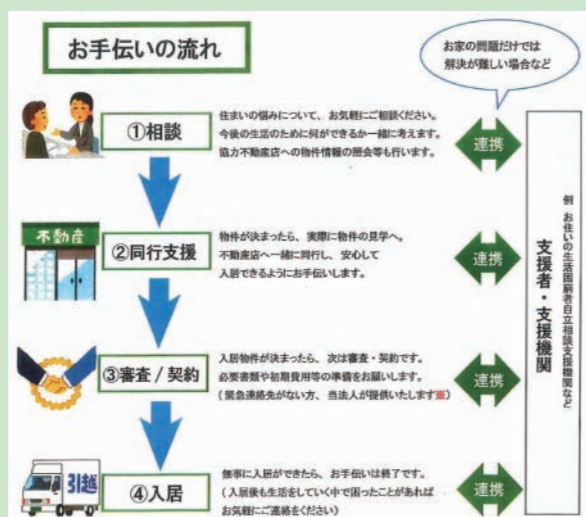 お手伝いの流れ
お家の問題だけでは
解決が難しい場合など
①相談
住まいの悩みについて、お気軽にご相談ください。
今後の生活のために何ができるか一緒に考えます。
協力不動産店への物件情報の照会等も行います。
連携
不動産
②同行支援
物件が決まったら、実際に物件の見学へ。
不動産店へ一緒に同行し、安心して
入居できるようにお手伝いします。
連携
③審査/契約
入居物件が決まったら、次は審査・契約です。
必要書類や初期費用等の準備をお願いします。
(緊急連絡先がない方、当法人が提供いたします※)
連携
引越
④入居
無事に入居ができたら、お手伝いは終了です。
(入居後も生活をしていく中で困ったことがあれば
お気軽にご連絡をください)
連携
例 お住いの生活困窮者自立相談支援機関など
支援者・支援機関